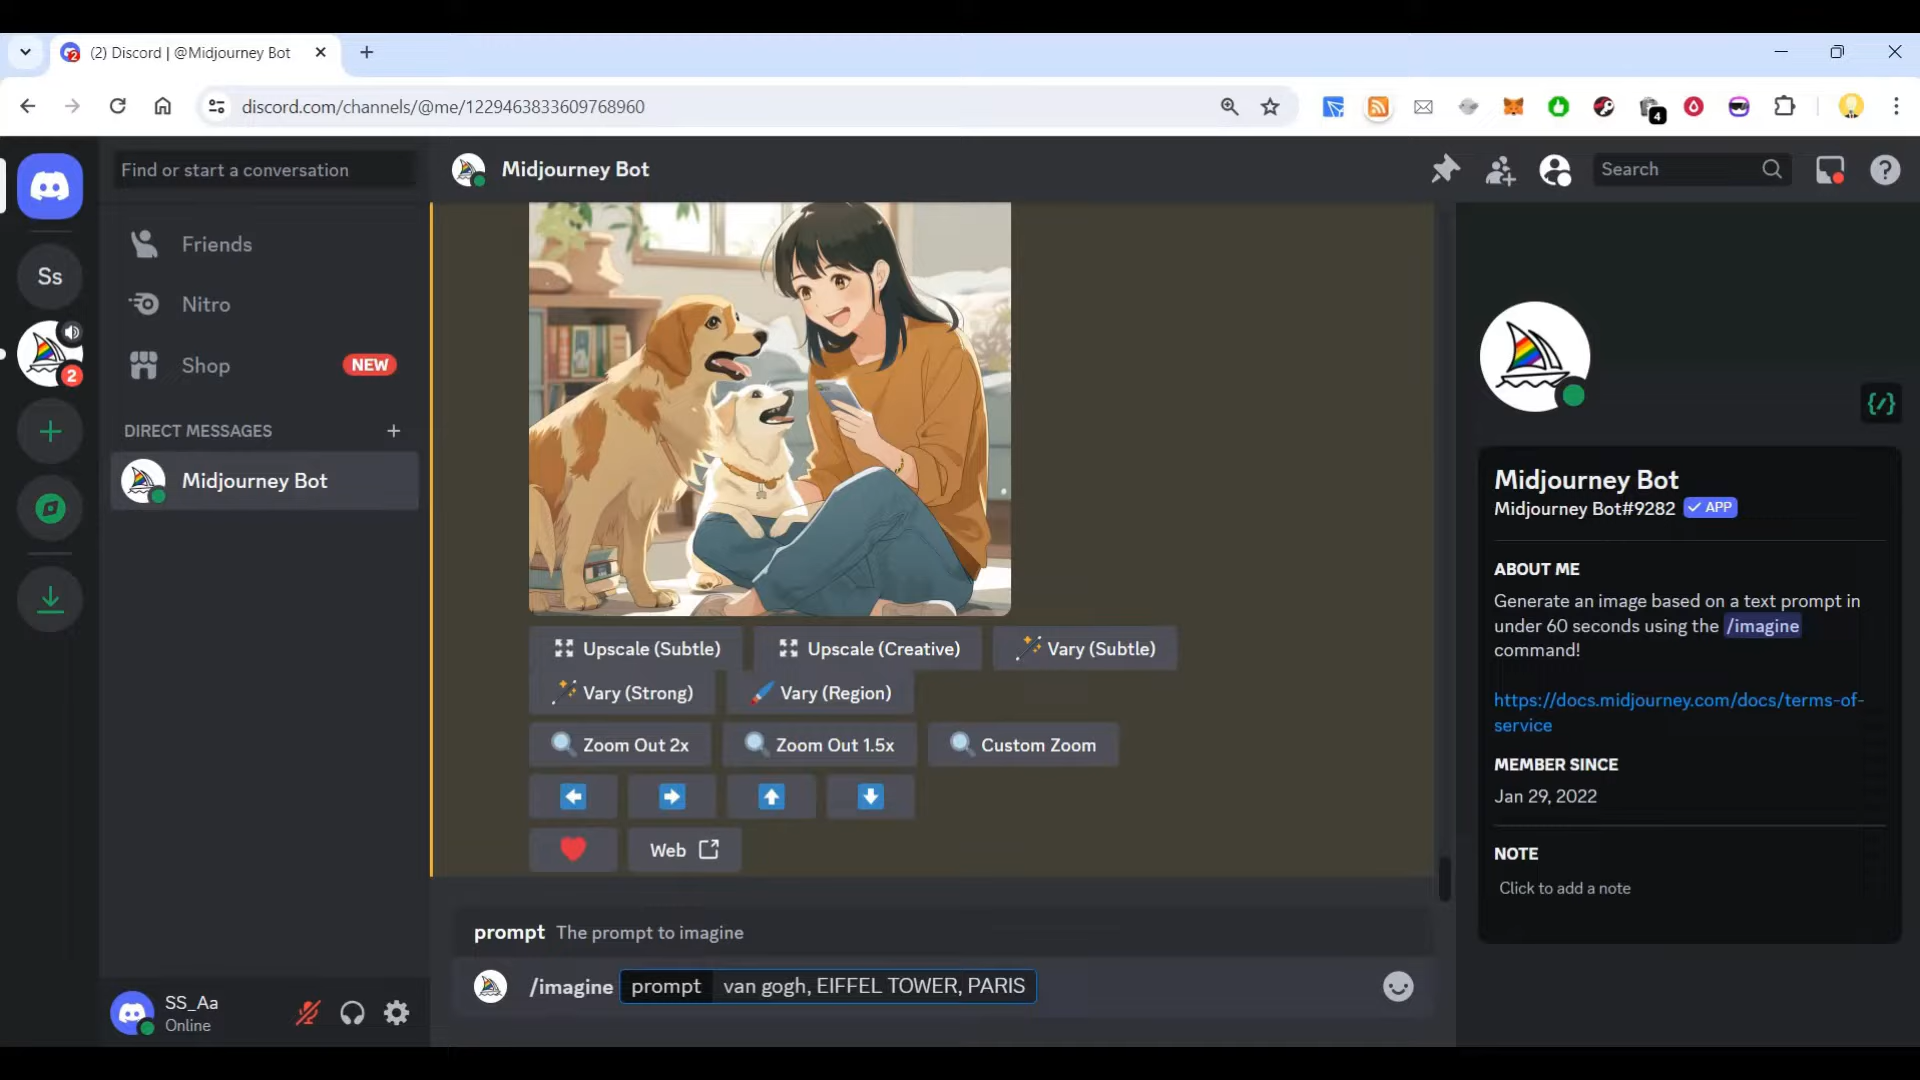 (2) Discord | @Midjourney Bot
discord.com/channels/@me/1229463833609768960
4
Find or start a conversation
Midjourney Bot
Search
Friends
Ss
Nitro
2
Shop
NEW
DIRECT MESSAGES
Midjourney Bot
SS_Aa
Online
Upscale (Subtle)
Upscale (Creative)
Vary (Subtle)
Vary (Strong)
Vary (Region)
Zoom Out 2x
Zoom Out 1.5x
Custom Zoom
Web
prompt The prompt to imagine
/imagine prompt van gogh, EIFFEL TOWER, PARIS
Midjourney Bot
Midjourney Bot#9282 APP
ABOUT ME
Generate an image based on a text prompt in
under 60 seconds using the /imagine
command!
https://docs.midjourney.com/docs/terms-of-
service
MEMBER SINCE
Jan 29, 2022
NOTE
Click to add a note